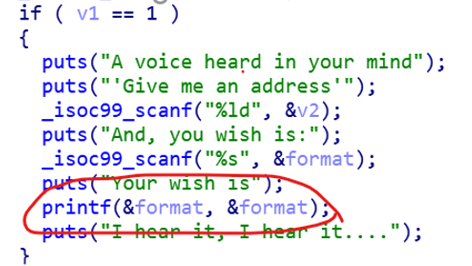 if ( v1 == 1 )
{
puts("A voice heard in your mind");
puts("'Give me an address'");
_isoc99_scanf("%ld", &v2);
puts("And, you wish is:");
_isoc99_scanf("%s", &format);
puts("Your wish is");
printf(&format, &format);
puts("I hear it, I hear it....");
}